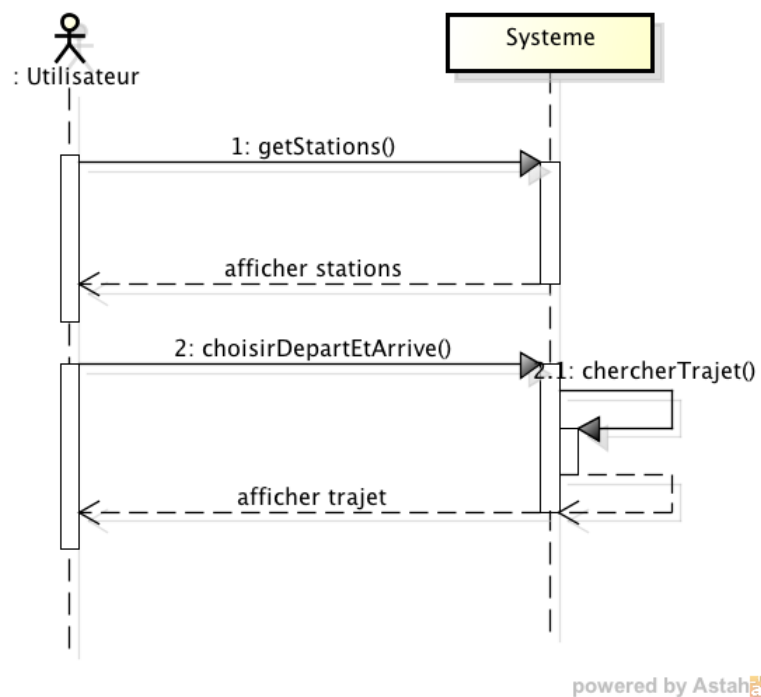 Systeme
: Utilisateur
1: getStations()
afficher stations
2: choisirDepartEtArrive()
2.1: chercherTrajet()
afficher trajet
powered by Astah